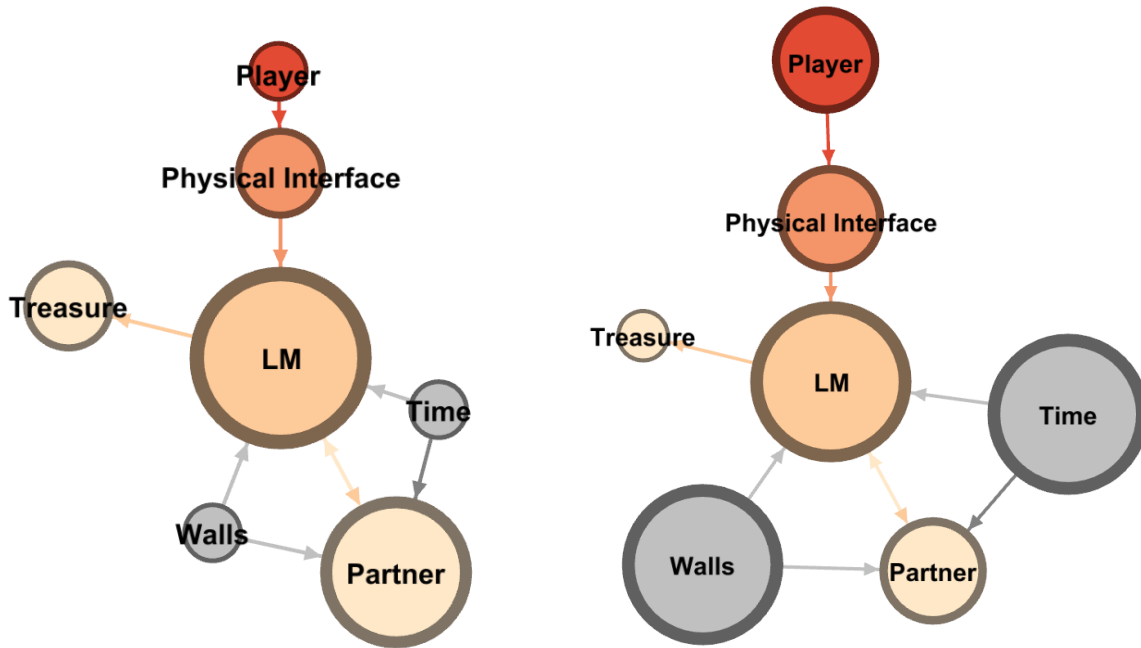 Player
Physical Interface
Treasure
LM
Time
Walls
Partner
Player
Physical Interface
Treasure
LM
Time
Walls
Partner